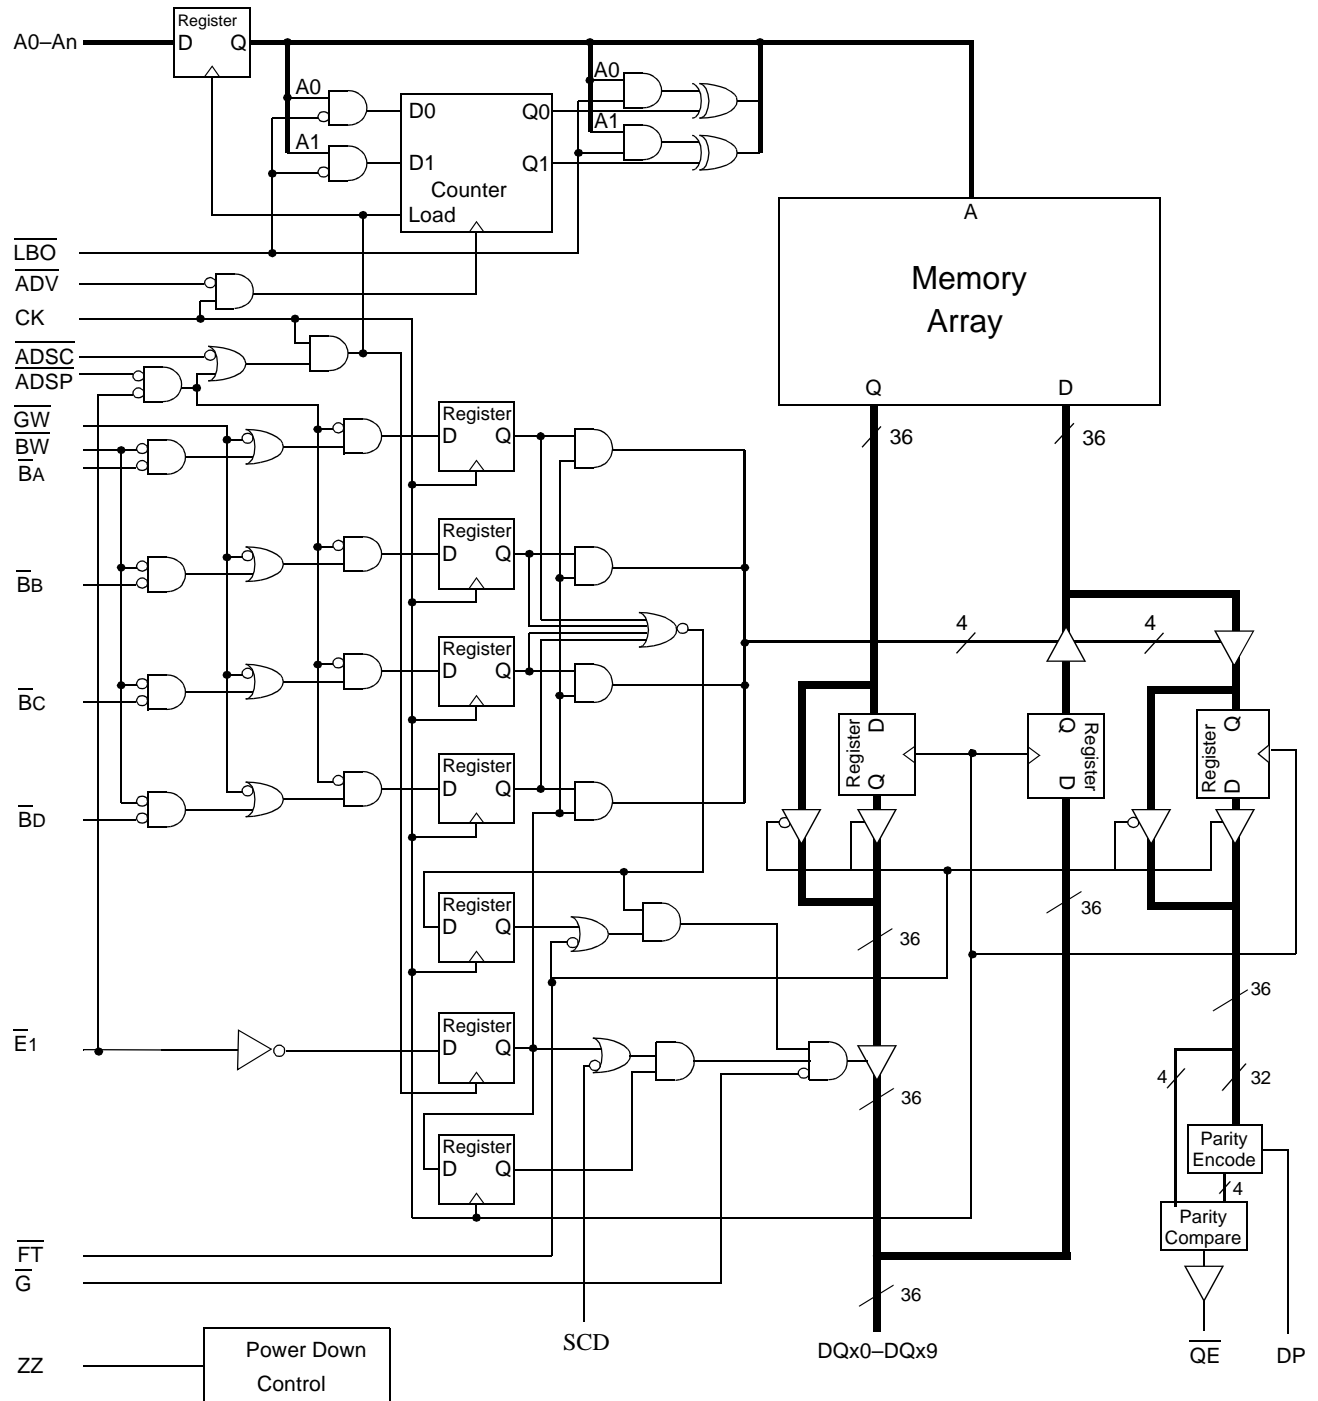 Register
A0–An
D Q
A0
A0
D0
Q0
A1
A1
D1
Q1
Counter
Load
A
LBO
ADV
CK
Memory
Array
ADSC
ADSP
Q
D
GW
BW
BA
Register
D Q
36
36
Register
D Q
BB
4
4
Register
D Q
BC
D
Register
Q
Q
Register
D
Q
Register
D
Register
D Q
BD
Register
D Q
36
36
36
E1
Register
D Q
4
32
36
Register
D Q
Parity
Encode
4
Parity
Compare
FT
G
36
SCD
DQx0–DQx9
QE
DP
ZZ
Power Down
Control